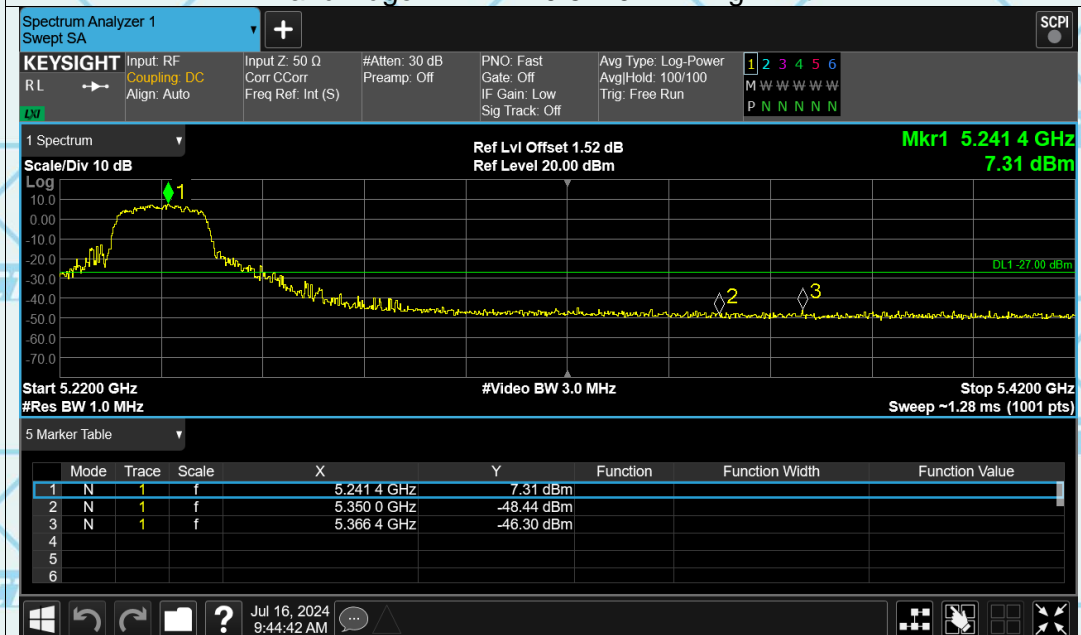 Spectrum Analyzer 1
Swept SA
+
SCPI
KEYSIGHT Input: RF Input Z: 50 Ω #Atten: 30 dB PNO: Fast Avg Type: Log-Power 1 2 3 4 5 6
R L Coupling: DC Corr CCorr Preamp: Off Gate: Off Avg|Hold: 100/100 M W W W W W
Align: Auto Freq Ref: Int (S) IF Gain: Low Trig: Free Run
LXI Sig Track: Off P N N N N N
1 Spectrum Ref Lvl Offset 1.52 dB Mkr1 5.241 4 GHz
Scale/Div 10 dB Ref Level 20.00 dBm 7.31 dBm
Log
1
10.0
0.00
-10.0
-20.0
DL1 -27.00 dBm
-30.0
-40.0 2 3
-50.0
-60.0
-70.0
Start 5.2200 GHz #Video BW 3.0 MHz Stop 5.4200 GHz
#Res BW 1.0 MHz Sweep ~1.28 ms (1001 pts)
5 Marker Table
Mode Trace Scale X Y Function Function Width Function Value
1 N 1 f 5.241 4 GHz 7.31 dBm
2 N 1 f 5.350 0 GHz -48.44 dBm
3 N 1 f 5.366 4 GHz -46.30 dBm
4
5
6
? Jul 16, 2024
9:44:42 AM